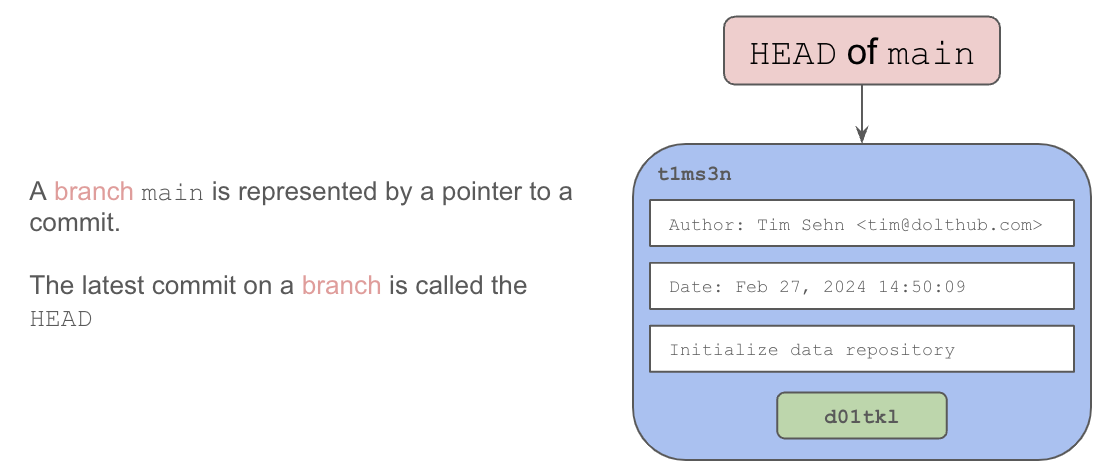 HEAD of main
A branch main is represented by a pointer to a
commit.
The latest commit on a branch is called the
HEAD
t1ms3n
Author: Tim Sehn <tim@dolthub.com>
Date: Feb 27, 2024 14:50:09
Initialize data repository
d01tkl